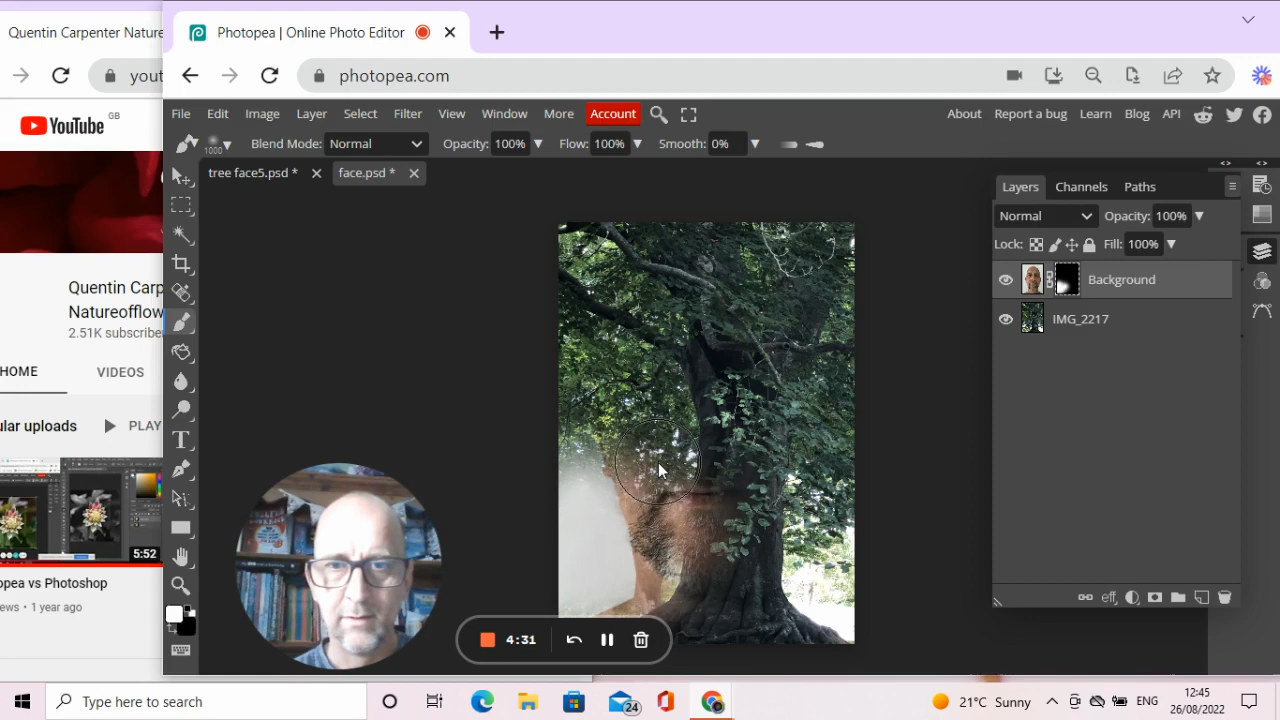 Quentin Carpenter Nature
Photopea | Online Photo Editor
yout
photopea.com
YouTube GB
File Edit Image Layer Select Filter View Window More Account
About Report a bug Learn Blog API
1000 Blend Mode: Normal Opacity: 100% Flow: 100% Smooth: 0%
tree face5.psd *
face.psd *
Layers Channels Paths
Normal Opacity: 100%
Lock: Fill: 100%
Background
IMG_2217
Quentin Carp
Natureofflow
2.51K subscribe
HOME VIDEOS
ular uploads PLAY
5:52
opea vs Photoshop
ews • 1 year ago
eff
4:31
Type here to search
24
21°C Sunny
ENG
12:45
26/08/2022